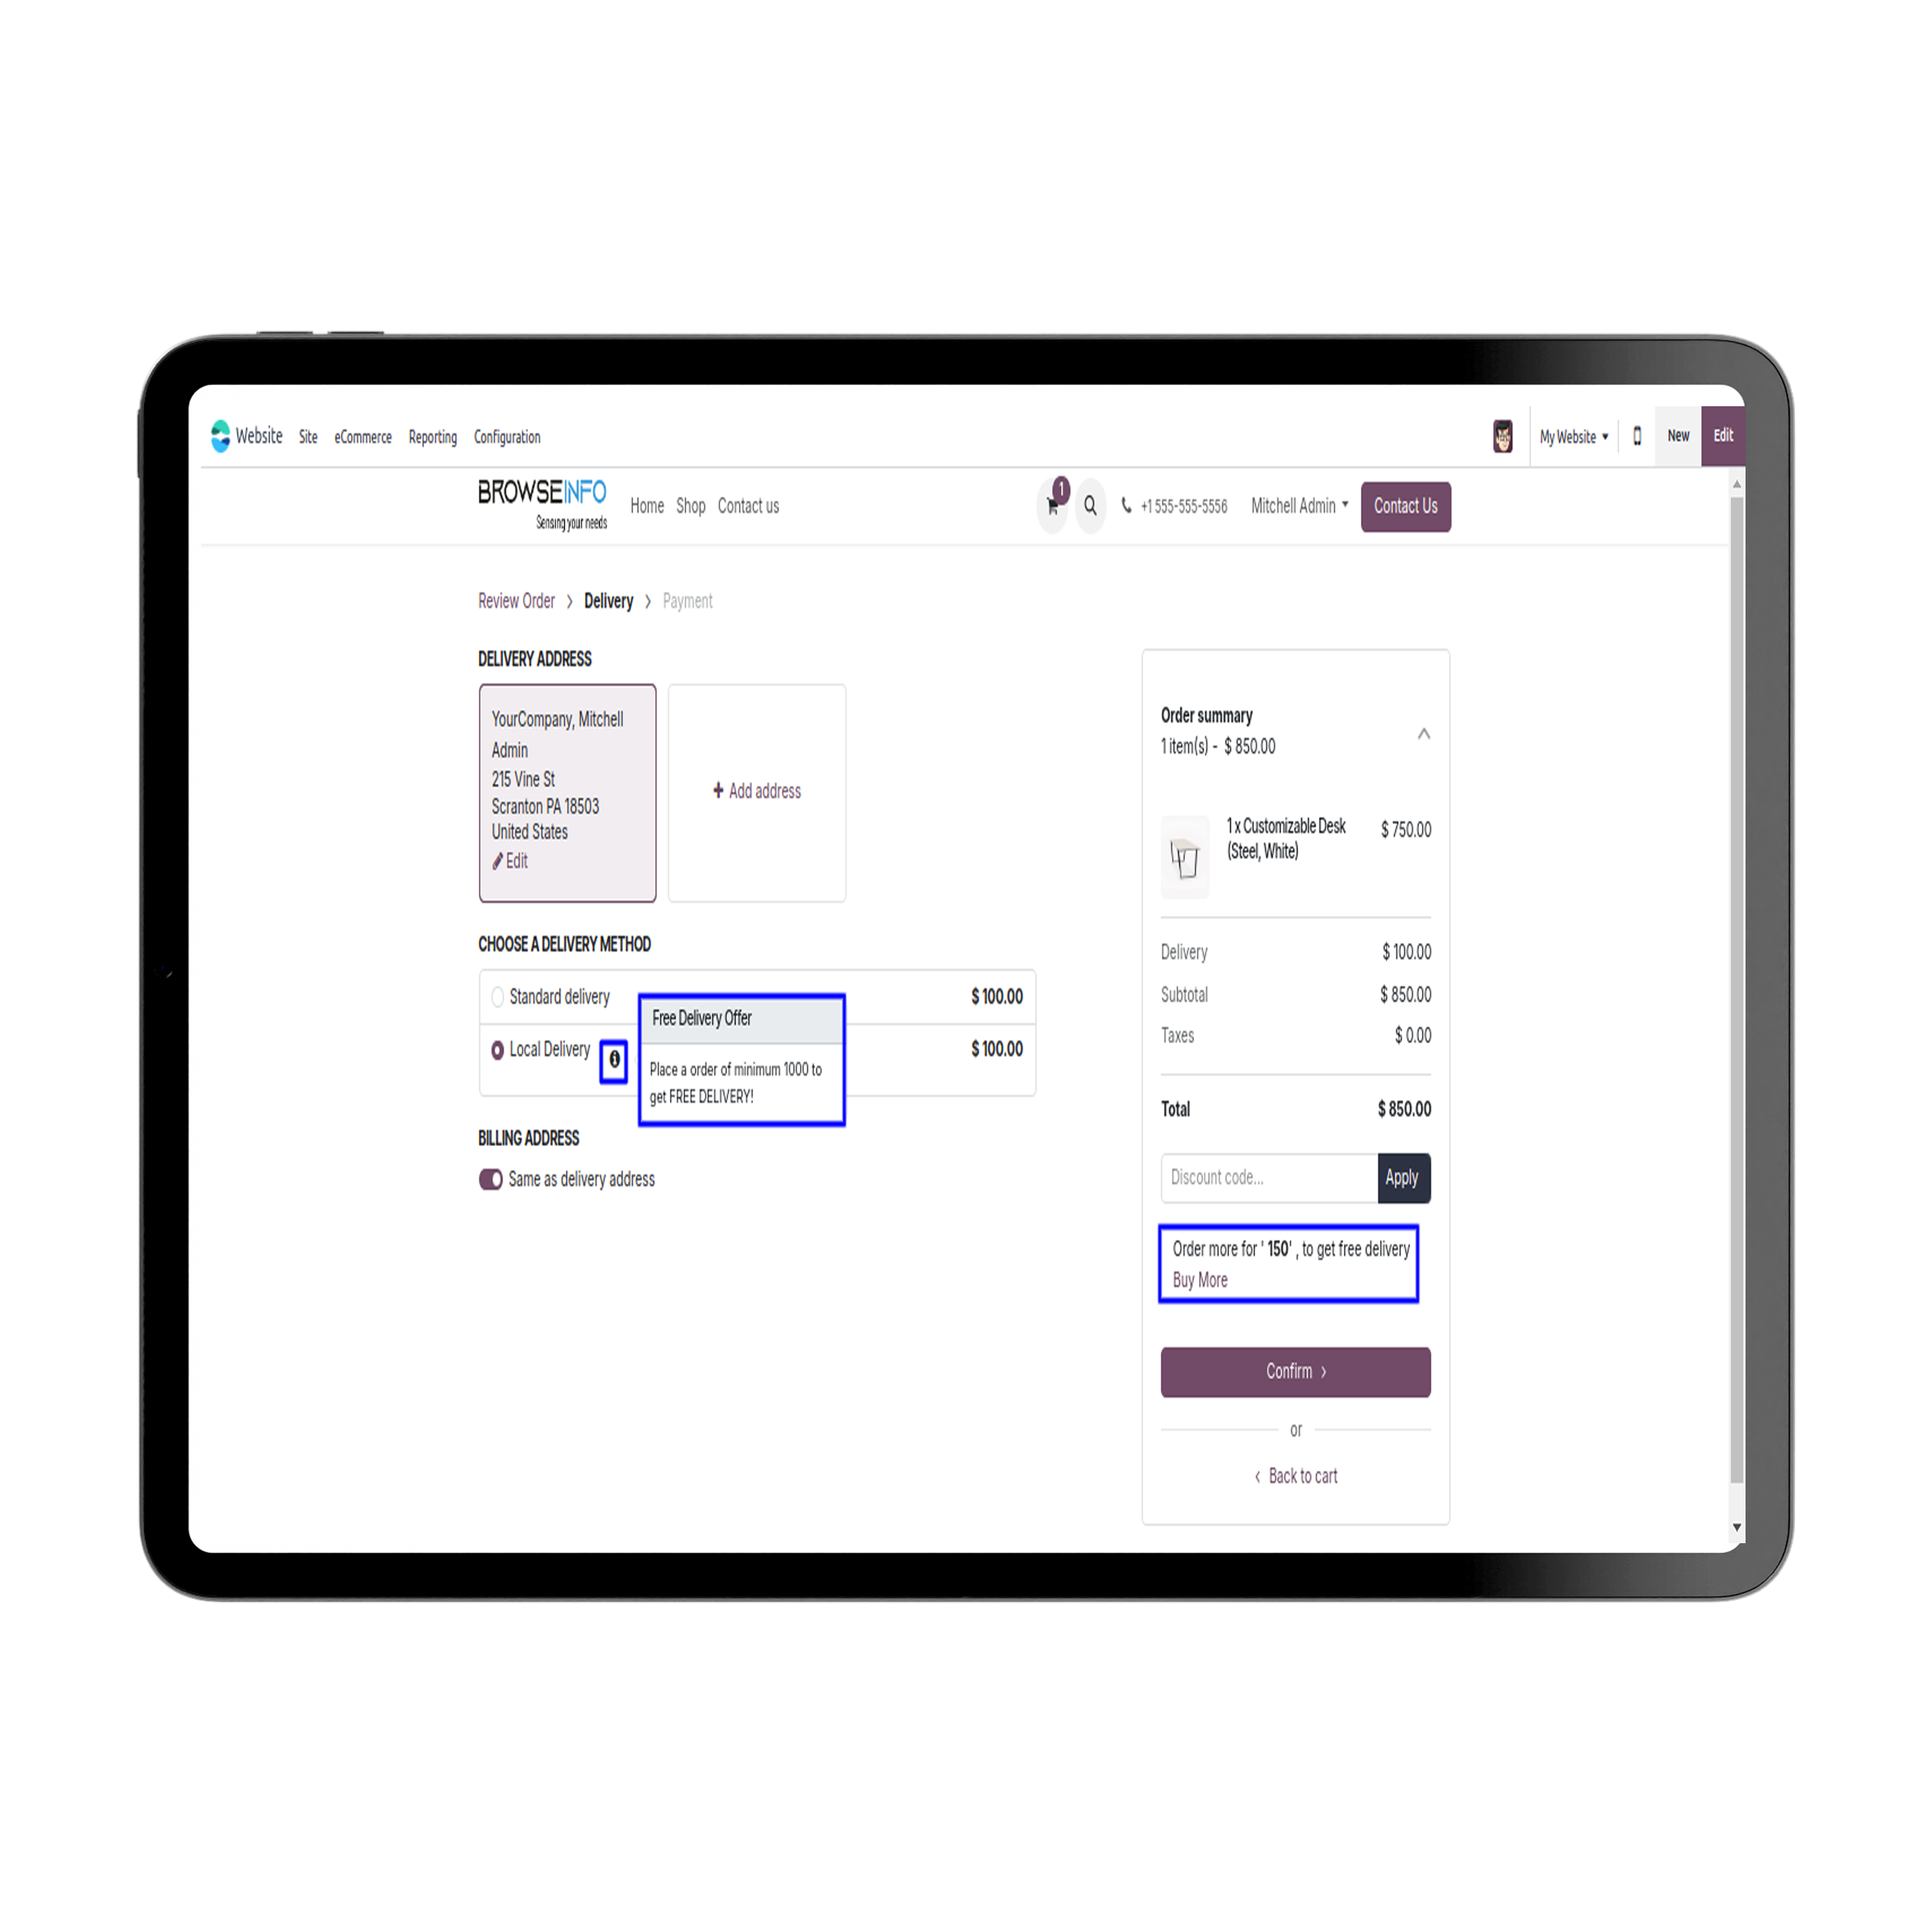 Website Site eCommerce Reporting Configuration My Website New Edit
BROWSEINFO
Sensing your needs
Home Shop Contact us 1 +1 555-555-5556 Mitchell Admin Contact Us
Review Order > Delivery > Payment
DELIVERY ADDRESS
YourCompany, Mitchell
Admin
215 Vine St
Scranton PA 18503
United States
Edit
+ Add address
CHOOSE A DELIVERY METHOD
Standard delivery $ 100.00
Local Delivery $ 100.00
Free Delivery Offer
Place a order of minimum 1000 to
get FREE DELIVERY!
BILLING ADDRESS
Same as delivery address
Order summary
1 item(s) - $ 850.00
1 x Customizable Desk $ 750.00
(Steel, White)
Delivery $ 100.00
Subtotal $ 850.00
Taxes $ 0.00
Total $ 850.00
Discount code... Apply
Order more for ' 150' , to get free delivery
Buy More
Confirm >
or
< Back to cart